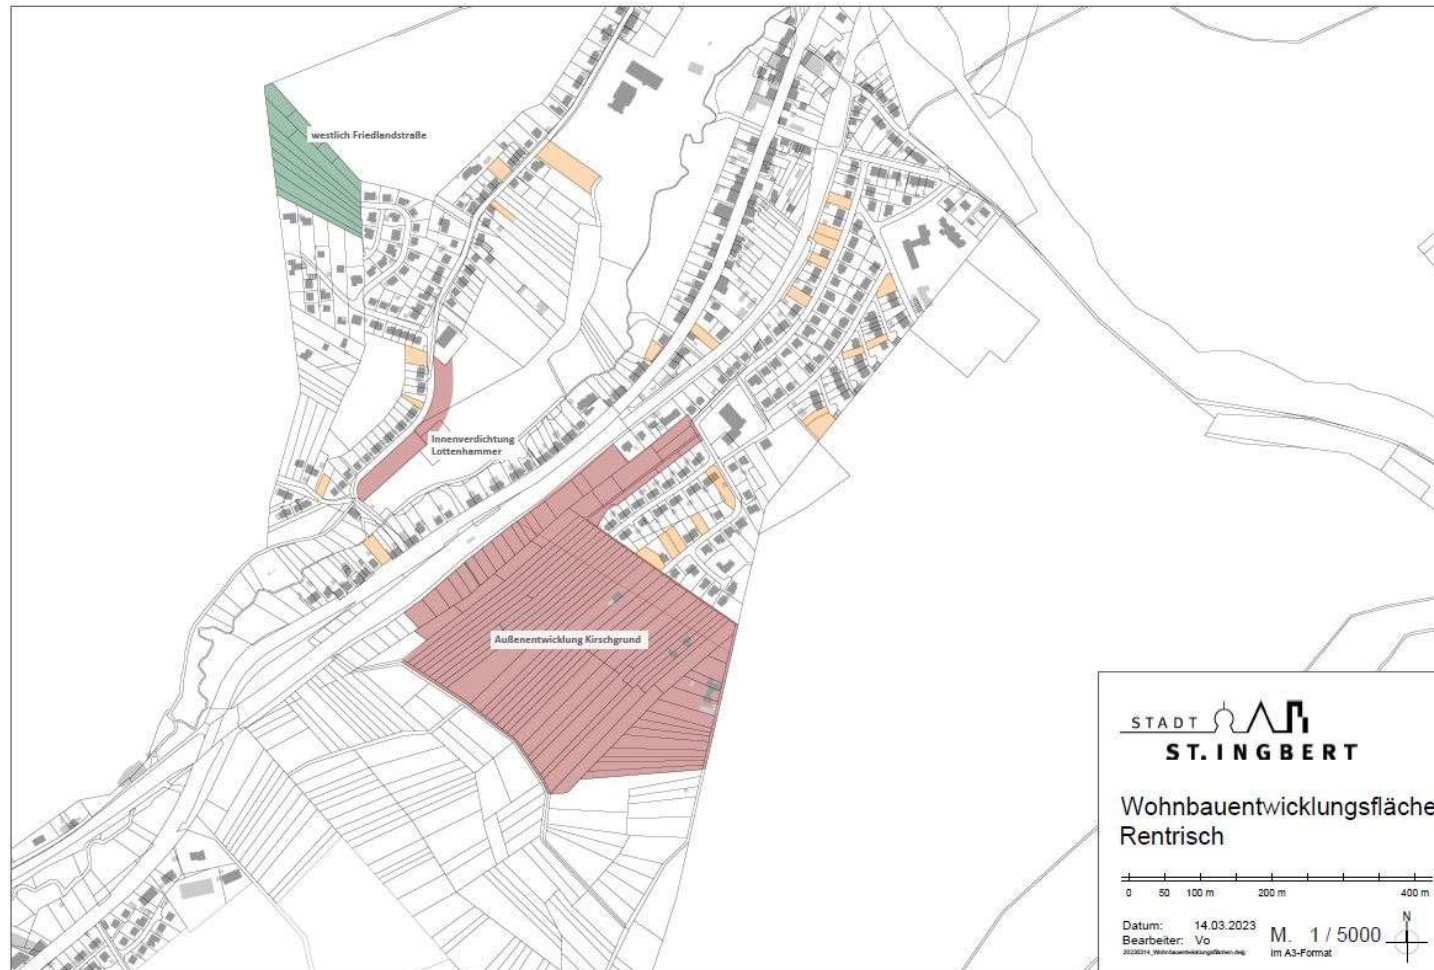 westlich Friedlandstraße
Innenverdichtung
Lottenhammer
Außenentwicklung Kirschgrund
STADT
ST. INGBERT
Wohnbauentwicklungsfläche
Rentrisch
0 50 100 m 200 m 400 m
Datum: 14.03.2023
Bearbeiter: Vo
M. 1 / 5000
im A3-Format
N